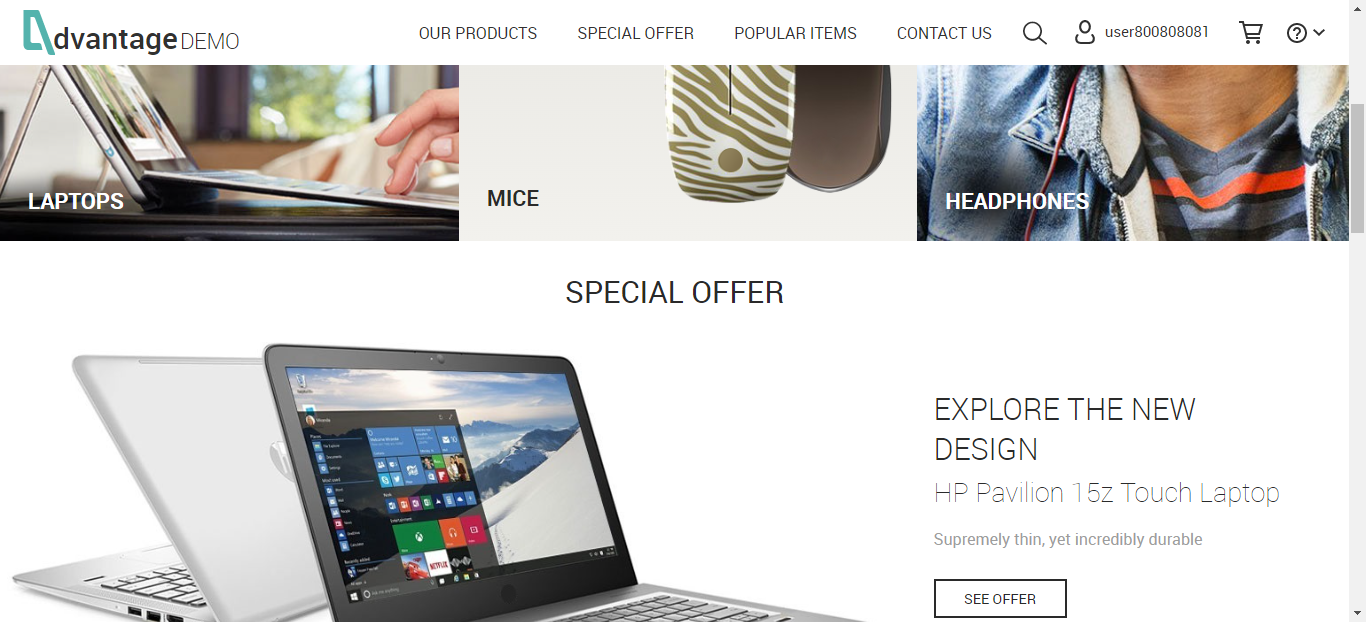 dvantage DEMO
OUR PRODUCTS
SPECIAL OFFER
POPULAR ITEMS
CONTACT US
user800808081
LAPTOPS
MICE
HEADPHONES
SPECIAL OFFER
EXPLORE THE NEW
DESIGN
HP Pavilion 15z Touch Laptop
Supremely thin, yet incredibly durable
SEE OFFER
NETFLIX